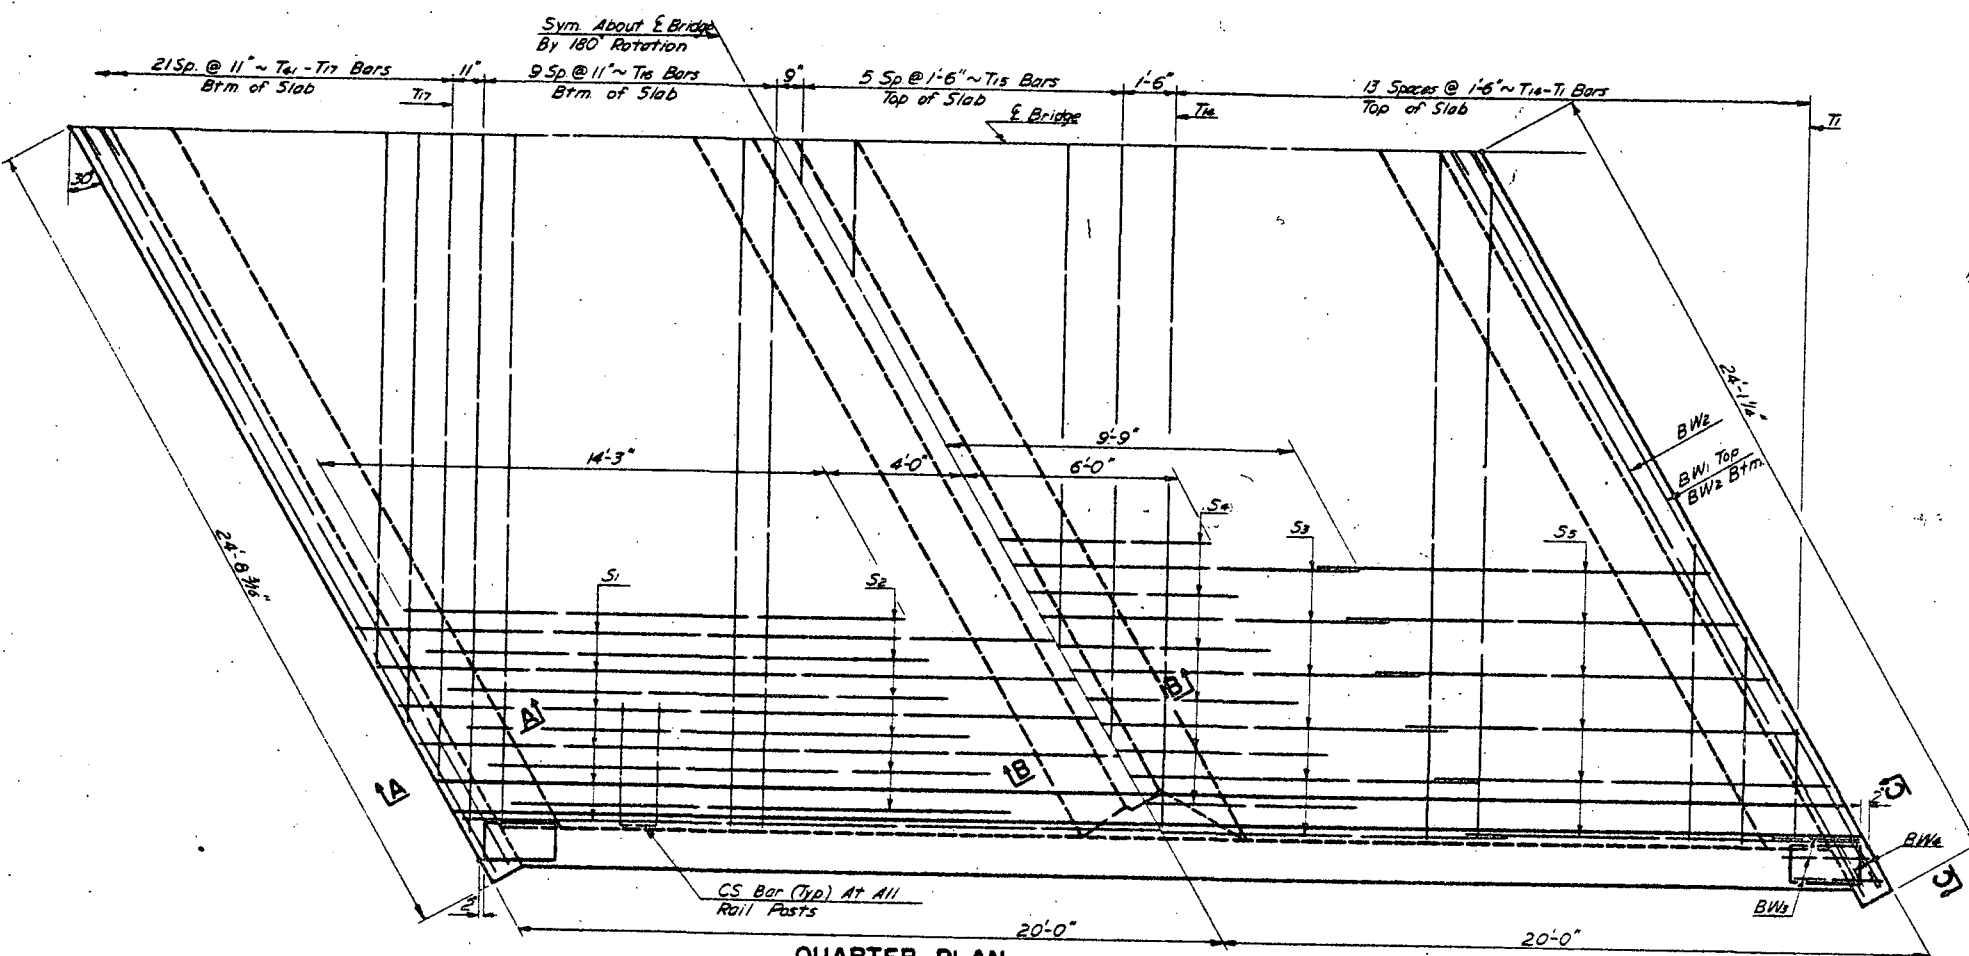 Sym. About ℄ Bridge
By 180° Rotation
21 Sp. @ 11" ~ T41 - T17 Bars
Btm. of Slab
11"
9 Sp. @ 11" ~ T16 Bars
Btm. of Slab
9"
5 Sp @ 1'-6" ~ T15 Bars
Top of Slab
1'-6"
13 Spaces @ 1'-6" ~ T14-T1 Bars
Top of Slab
T17
℄ Bridge
T14
T1
30°
24'-1 1/4"
BW2
BW1 Top
BW2 Btm.
9'-9"
14'-3"
4'-0"
6'-0"
S4
S3
S5
24'-8 3/16"
S1
S2
A
B
B
A
C
2"
BW4
C
BW3
CS Bar (Typ.) At All
Rail Posts
2"
20'-0"
20'-0"
QUARTER PLAN